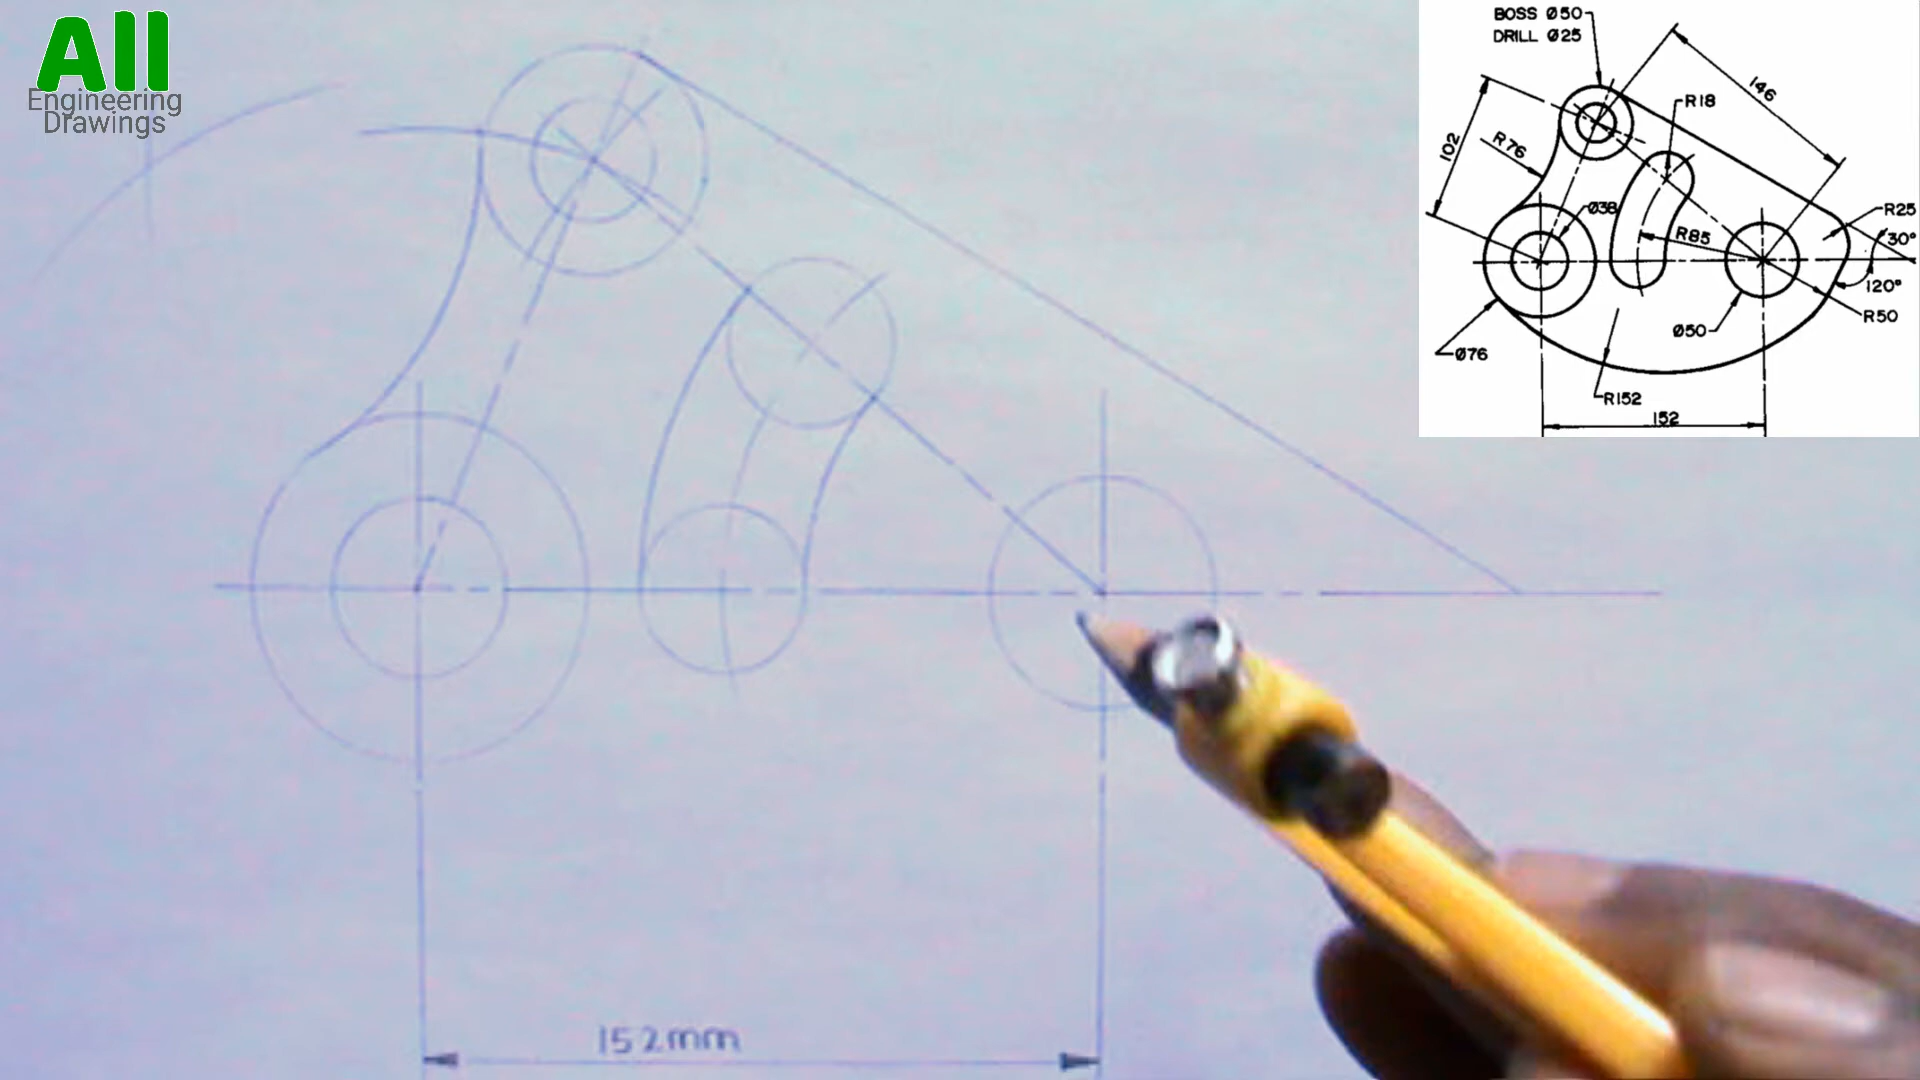 All
Engineering
Drawings
BOSS Ø50
DRILL Ø25
146
R18
102
R76
Ø38
R85
R25
30°
120°
R50
Ø50
Ø76
R152
152
152mm